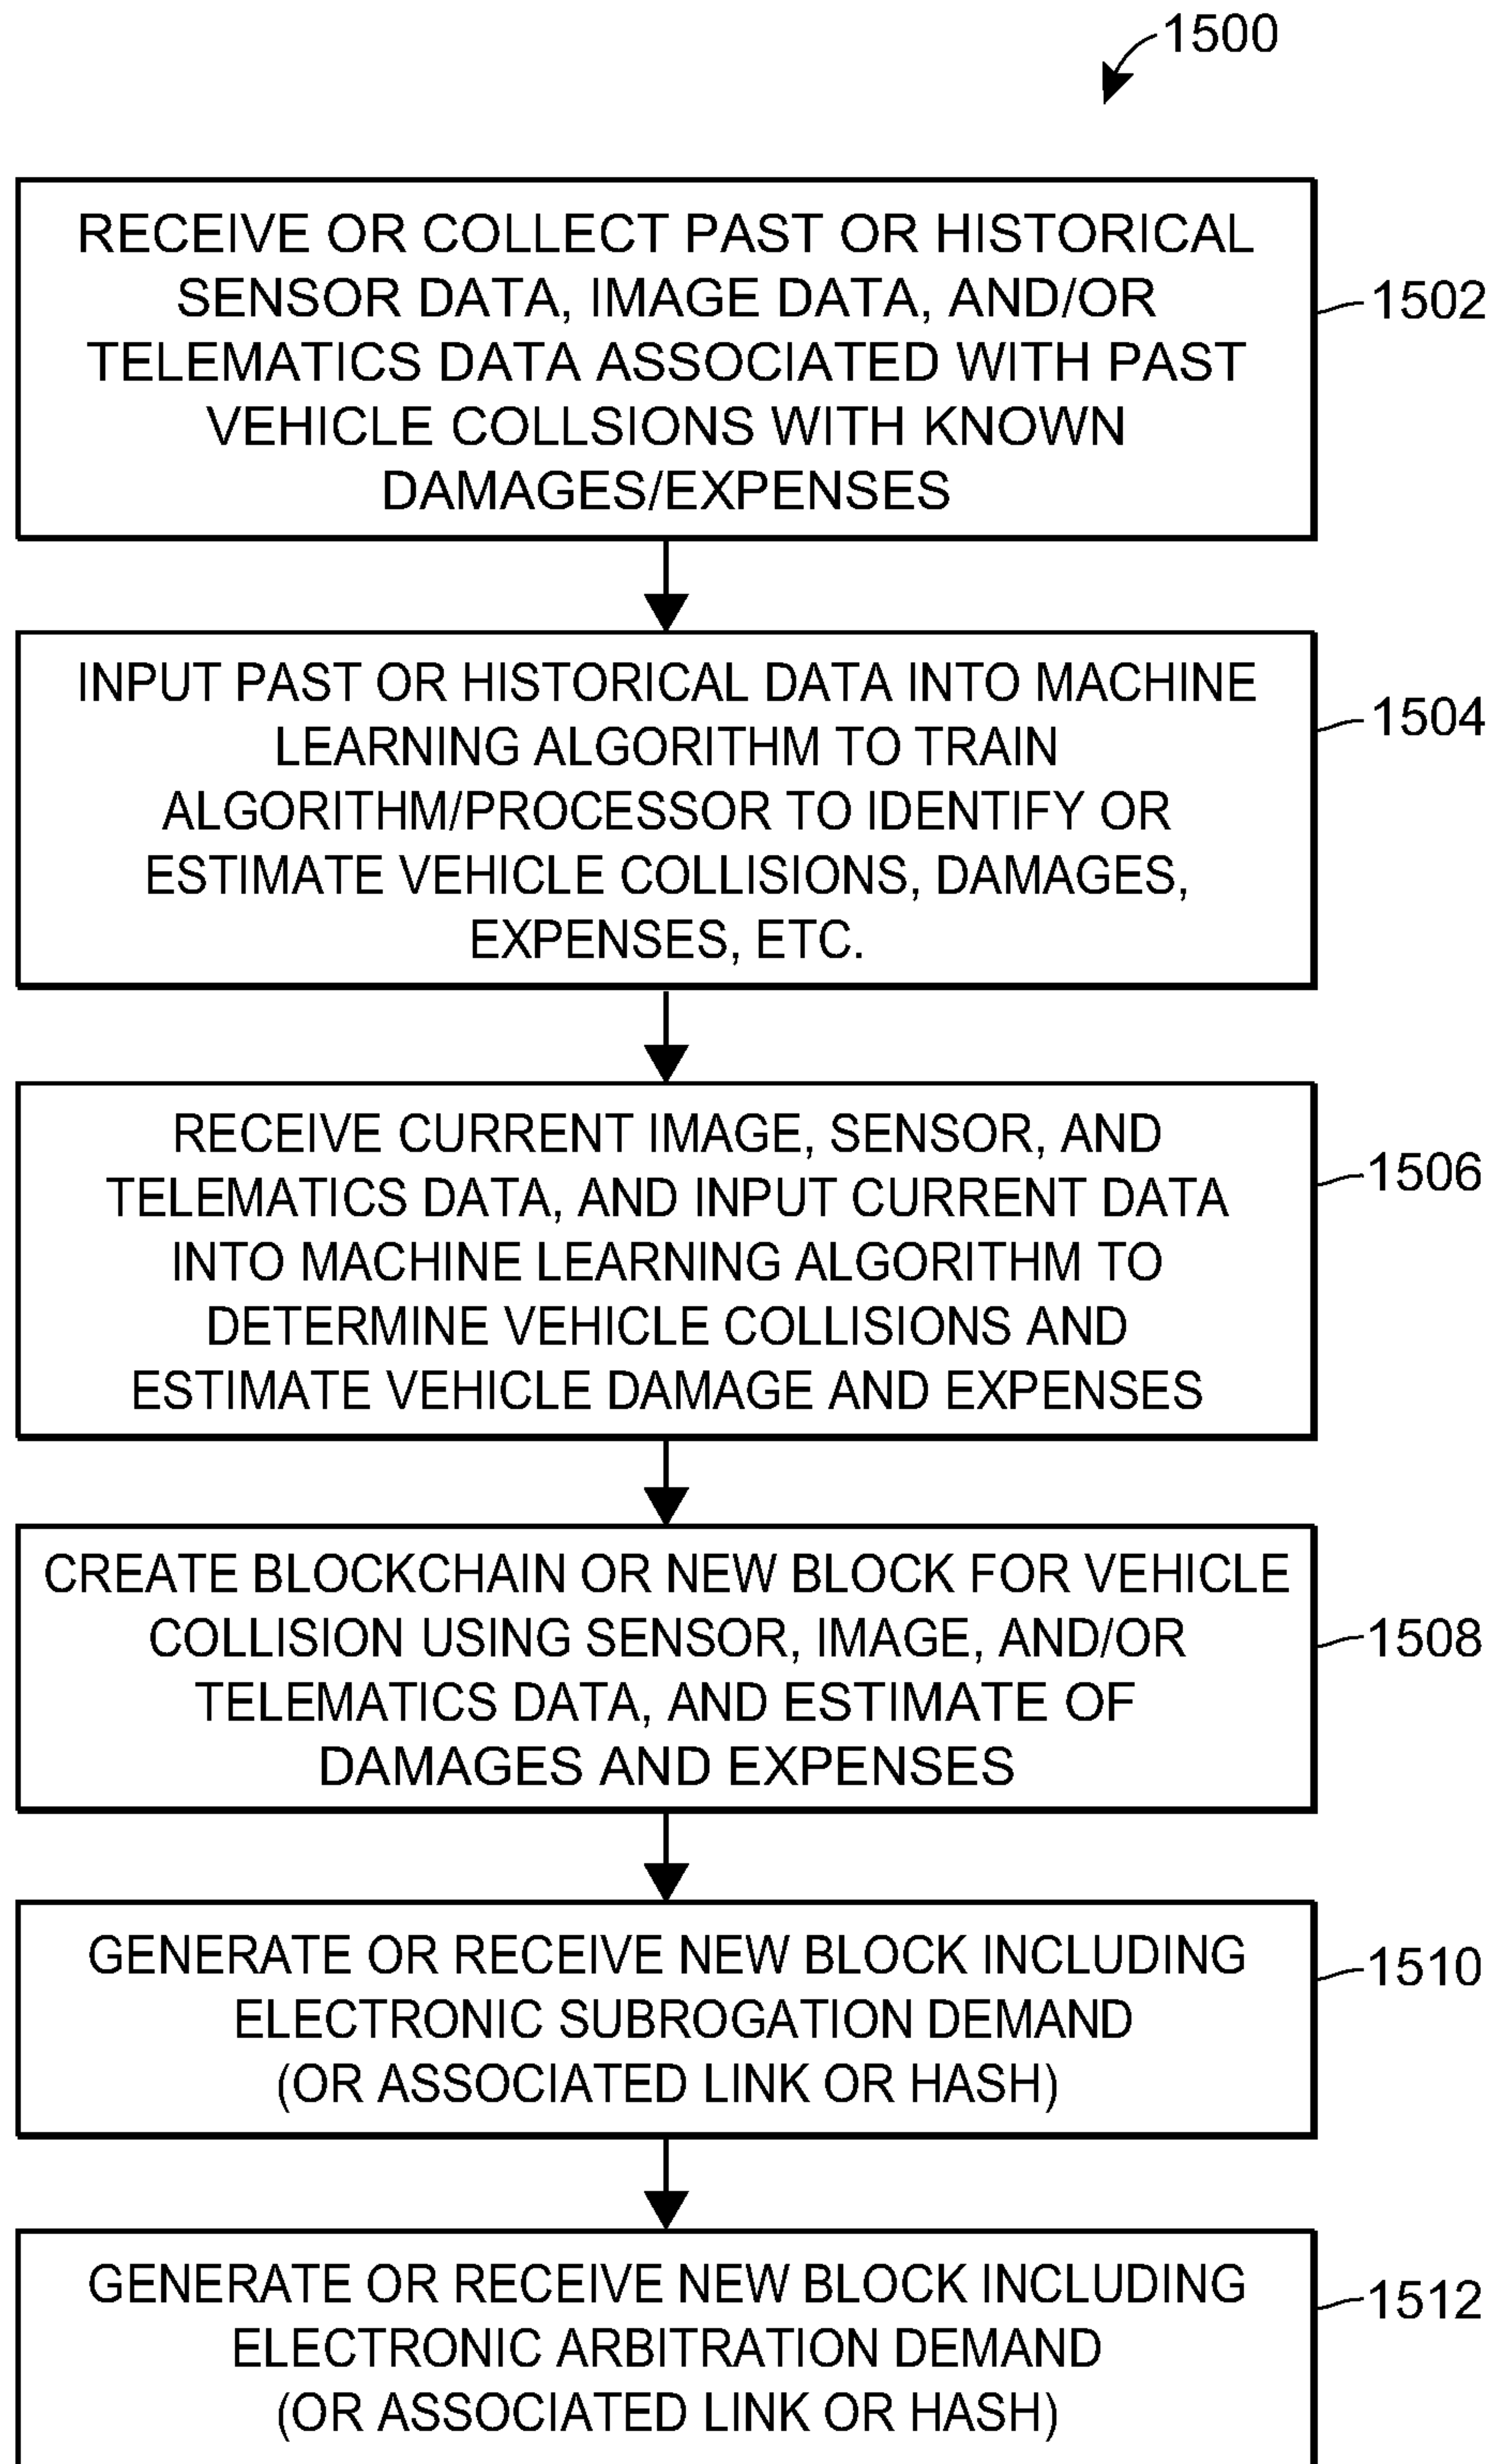 1500
RECEIVE OR COLLECT PAST OR HISTORICAL
SENSOR DATA, IMAGE DATA, AND/OR
TELEMATICS DATA ASSOCIATED WITH PAST
VEHICLE COLLSIONS WITH KNOWN
DAMAGES/EXPENSES
1502
INPUT PAST OR HISTORICAL DATA INTO MACHINE
LEARNING ALGORITHM TO TRAIN
ALGORITHM/PROCESSOR TO IDENTIFY OR
ESTIMATE VEHICLE COLLISIONS, DAMAGES,
EXPENSES, ETC.
1504
RECEIVE CURRENT IMAGE, SENSOR, AND
TELEMATICS DATA, AND INPUT CURRENT DATA
INTO MACHINE LEARNING ALGORITHM TO
DETERMINE VEHICLE COLLISIONS AND
ESTIMATE VEHICLE DAMAGE AND EXPENSES
1506
CREATE BLOCKCHAIN OR NEW BLOCK FOR VEHICLE
COLLISION USING SENSOR, IMAGE, AND/OR
TELEMATICS DATA, AND ESTIMATE OF
DAMAGES AND EXPENSES
1508
GENERATE OR RECEIVE NEW BLOCK INCLUDING
ELECTRONIC SUBROGATION DEMAND
(OR ASSOCIATED LINK OR HASH)
1510
GENERATE OR RECEIVE NEW BLOCK INCLUDING
ELECTRONIC ARBITRATION DEMAND
(OR ASSOCIATED LINK OR HASH)
1512